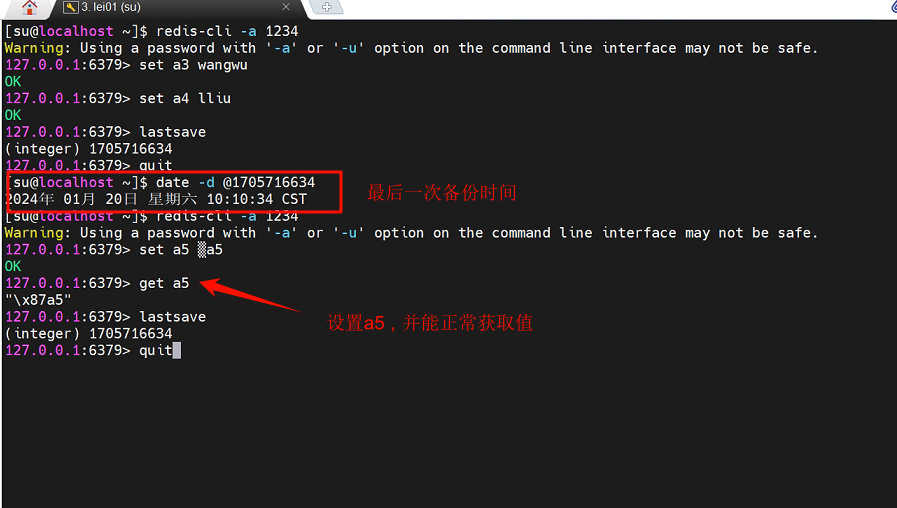 3. lei01 (su)
[su@localhost ~]$ redis-cli -a 1234
Warning: Using a password with '-a' or '-u' option on the command line interface may not be safe.
127.0.0.1:6379> set a3 wangwu
OK
127.0.0.1:6379> set a4 lliu
OK
127.0.0.1:6379> lastsave
(integer) 1705716634
127.0.0.1:6379> quit
[su@localhost ~]$ date -d @1705716634
2024年 01月 20日 星期六 10:10:34 CST
最后一次备份时间
[su@localhost ~]$ redis-cli -a 1234
Warning: Using a password with '-a' or '-u' option on the command line interface may not be safe.
127.0.0.1:6379> set a5 ▒a5
OK
127.0.0.1:6379> get a5
"\x87a5"
设置a5，并能正常获取值
127.0.0.1:6379> lastsave
(integer) 1705716634
127.0.0.1:6379> quit